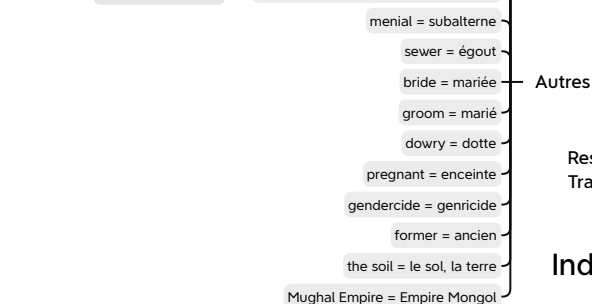 menial = subalterne
sewer = égout
bride = mariée
Autres
groom = marié
dowry = dotte
pregnant = enceinte
gendercide = genricide
former = ancien
the soil = le sol, la terre
Mughal Empire = Empire Mongol